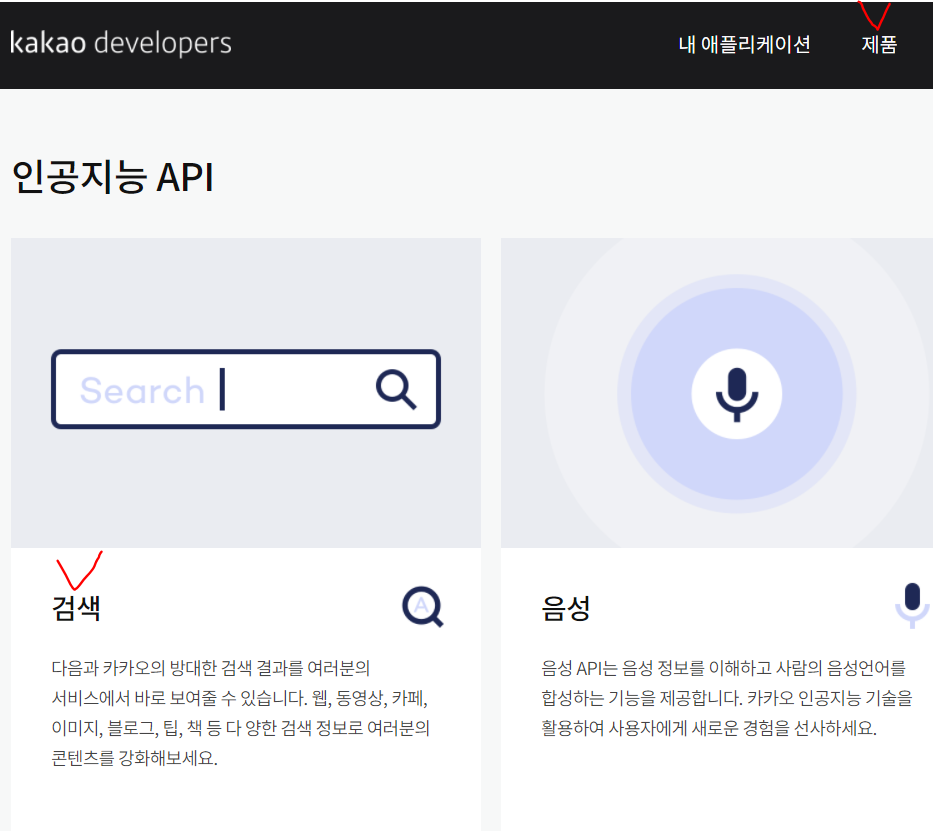 kakao developers 내 애플리케이션 제품
인공지능 API
Search
검색
A
다음과 카카오의 방대한 검색 결과를 여러분의
서비스에서 바로 보여줄 수 있습니다. 웹, 동영상, 카페,
이미지, 블로그, 팁, 책 등 다 양한 검색 정보로 여러분의
콘텐츠를 강화해보세요.
음성
음성 API는 음성 정보를 이해하고 사람의 음성언어를
합성하는 기능을 제공합니다. 카카오 인공지능 기술을
활용하여 사용자에게 새로운 경험을 선사하세요.